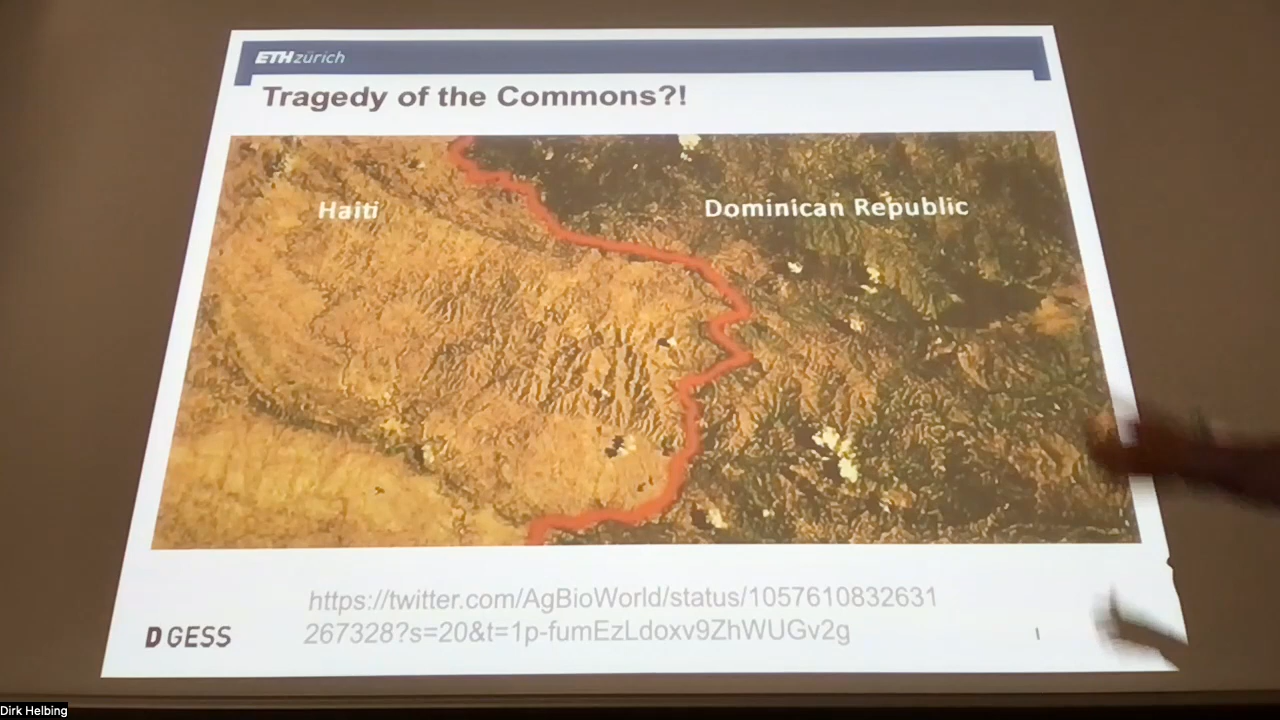 ETH zürich
Tragedy of the Commons?!
Haiti
Dominican Republic
https://twitter.com/AgBioWorld/status/1057610832631
267328?s=20&t=1p-fumEzLdoxv9ZhWUGv2g
D GESS
Dirk Helbing